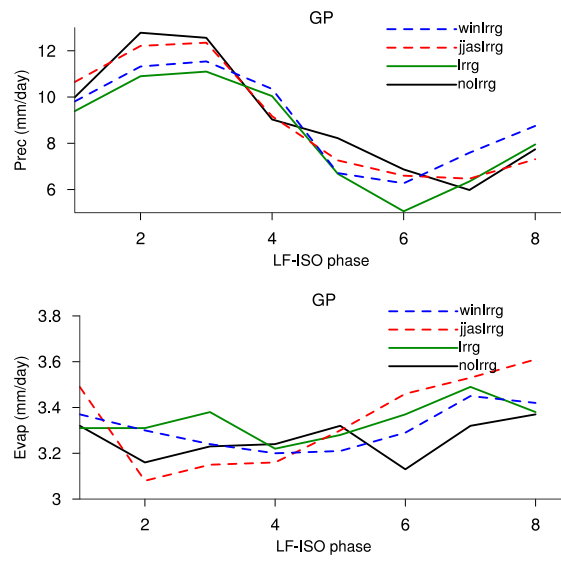 GP
winIrrg
jjasIrrg
Irrg
noIrrg
12
10
8
6
Prec (mm/day)
2 4 6 8
LF-ISO phase
GP
winIrrg
jjasIrrg
Irrg
noIrrg
3.8
3.6
3.4
3.2
3
Evap (mm/day)
2 4 6 8
LF-ISO phase